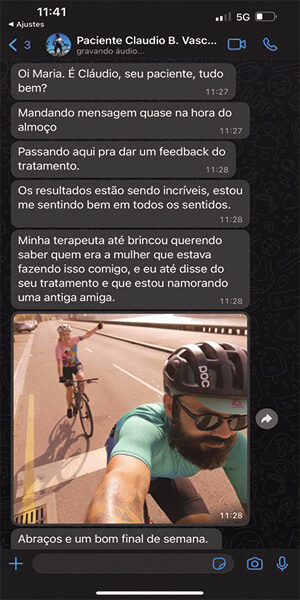 11:41
5G
Ajustes
3
Paciente Claudio B. Vasc...
gravando áudio...
Oi Maria. É Cláudio, seu paciente, tudo
bem?
11:27
Mandando mensagem quase na hora do
almoço
11:27
Passando aqui pra dar um feedback do
tratamento.
11:28
Os resultados estão sendo incríveis, estou
me sentindo bem em todos os sentidos.
11:28
Minha terapeuta até brincou querendo
saber quem era a mulher que estava
fazendo isso comigo, e eu até disse do
seu tratamento e que estou namorando
uma antiga amiga.
11:28
POC
11:28
Abraços e um bom final de semana.